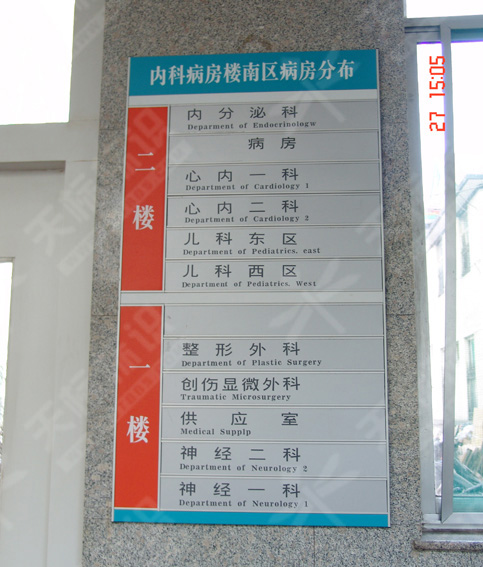 内科病房楼南区病房分布
二楼
内分泌科
Deparment of Endocrinologw
病房
心内一科
Department of Cardiology 1
心内二科
Department of Cardiology 2
儿科东区
Department of Pediatrics. east
儿科西区
Department of Pediatrics. West
一楼
整形外科
Department of Plastic Surgery
创伤显微外科
Traumatic Microsurgery
供应室
Medical Supplp
神经二科
Department of Neurology 2
神经一科
Department of Neurology 1
27 15:05